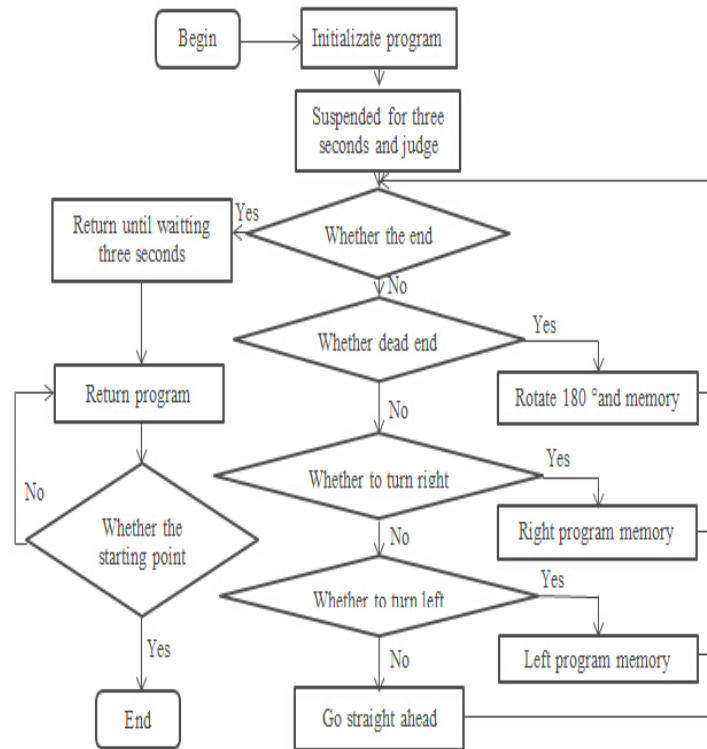 Begin
Initializate program
Suspended for three
seconds and judge
Whether the end
Yes
Return until waitting
three seconds
No
Whether dead end
Yes
Rotate 180 °and memory
Return program
No
Whether to turn right
Yes
Right program memory
No
Whether the
starting point
No
Whether to turn left
Yes
Left program memory
Yes
No
End
Go straight ahead